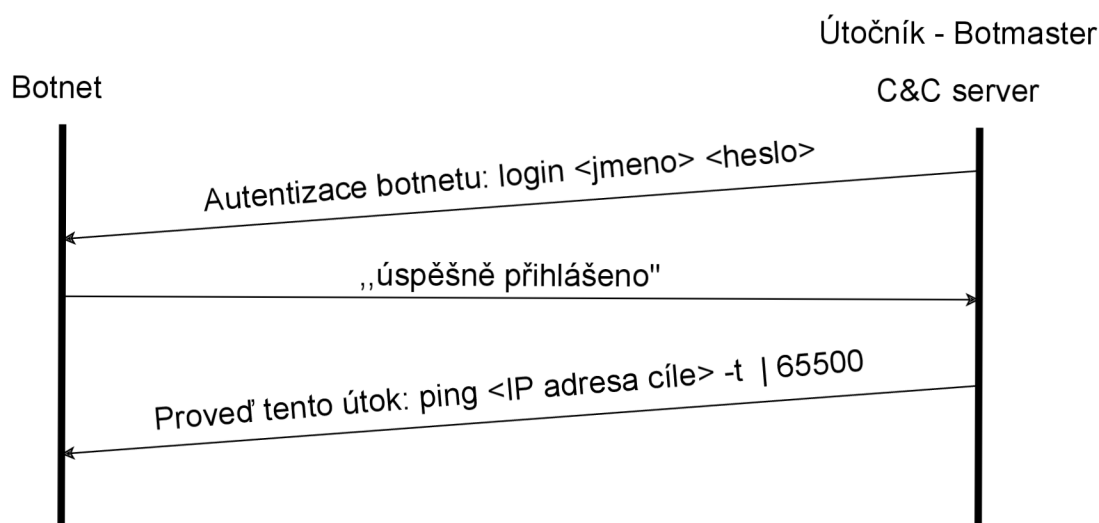 Útočník - Botmaster
Botnet
C&C server
Autentizace botnetu: login <jmeno> <heslo>
,,úspěšně přihlášeno"
Proveď tento útok: ping <IP adresa cíle> -t | 65500